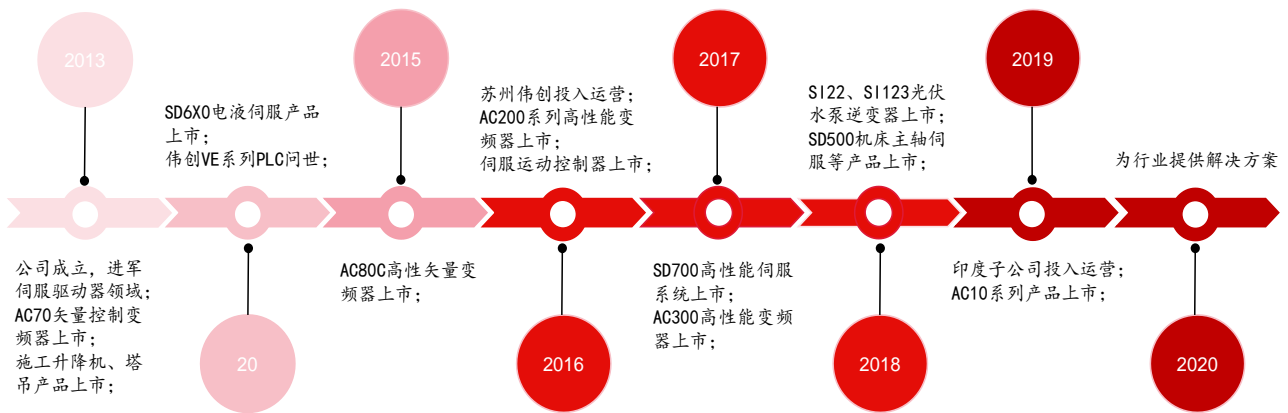 2013
公司成立，进军
伺服驱动器领域；
AC70矢量控制变
频器上市；
施工升降机、塔
吊产品上市；
SD6X0电液伺服产品
上市；
伟创VE系列PLC问世；
20
2015
AC80C高性矢量变
频器上市；
苏州伟创投入运营；
AC200系列高性能变
频器上市；
伺服运动控制器上市；
2016
2017
SD700高性能伺服
系统上市；
AC300高性能变频
器上市；
SI22、SI123光伏
水泵逆变器上市；
SD500机床主轴伺
服等产品上市；
2018
2019
印度子公司投入运营；
AC10系列产品上市；
为行业提供解决方案
2020